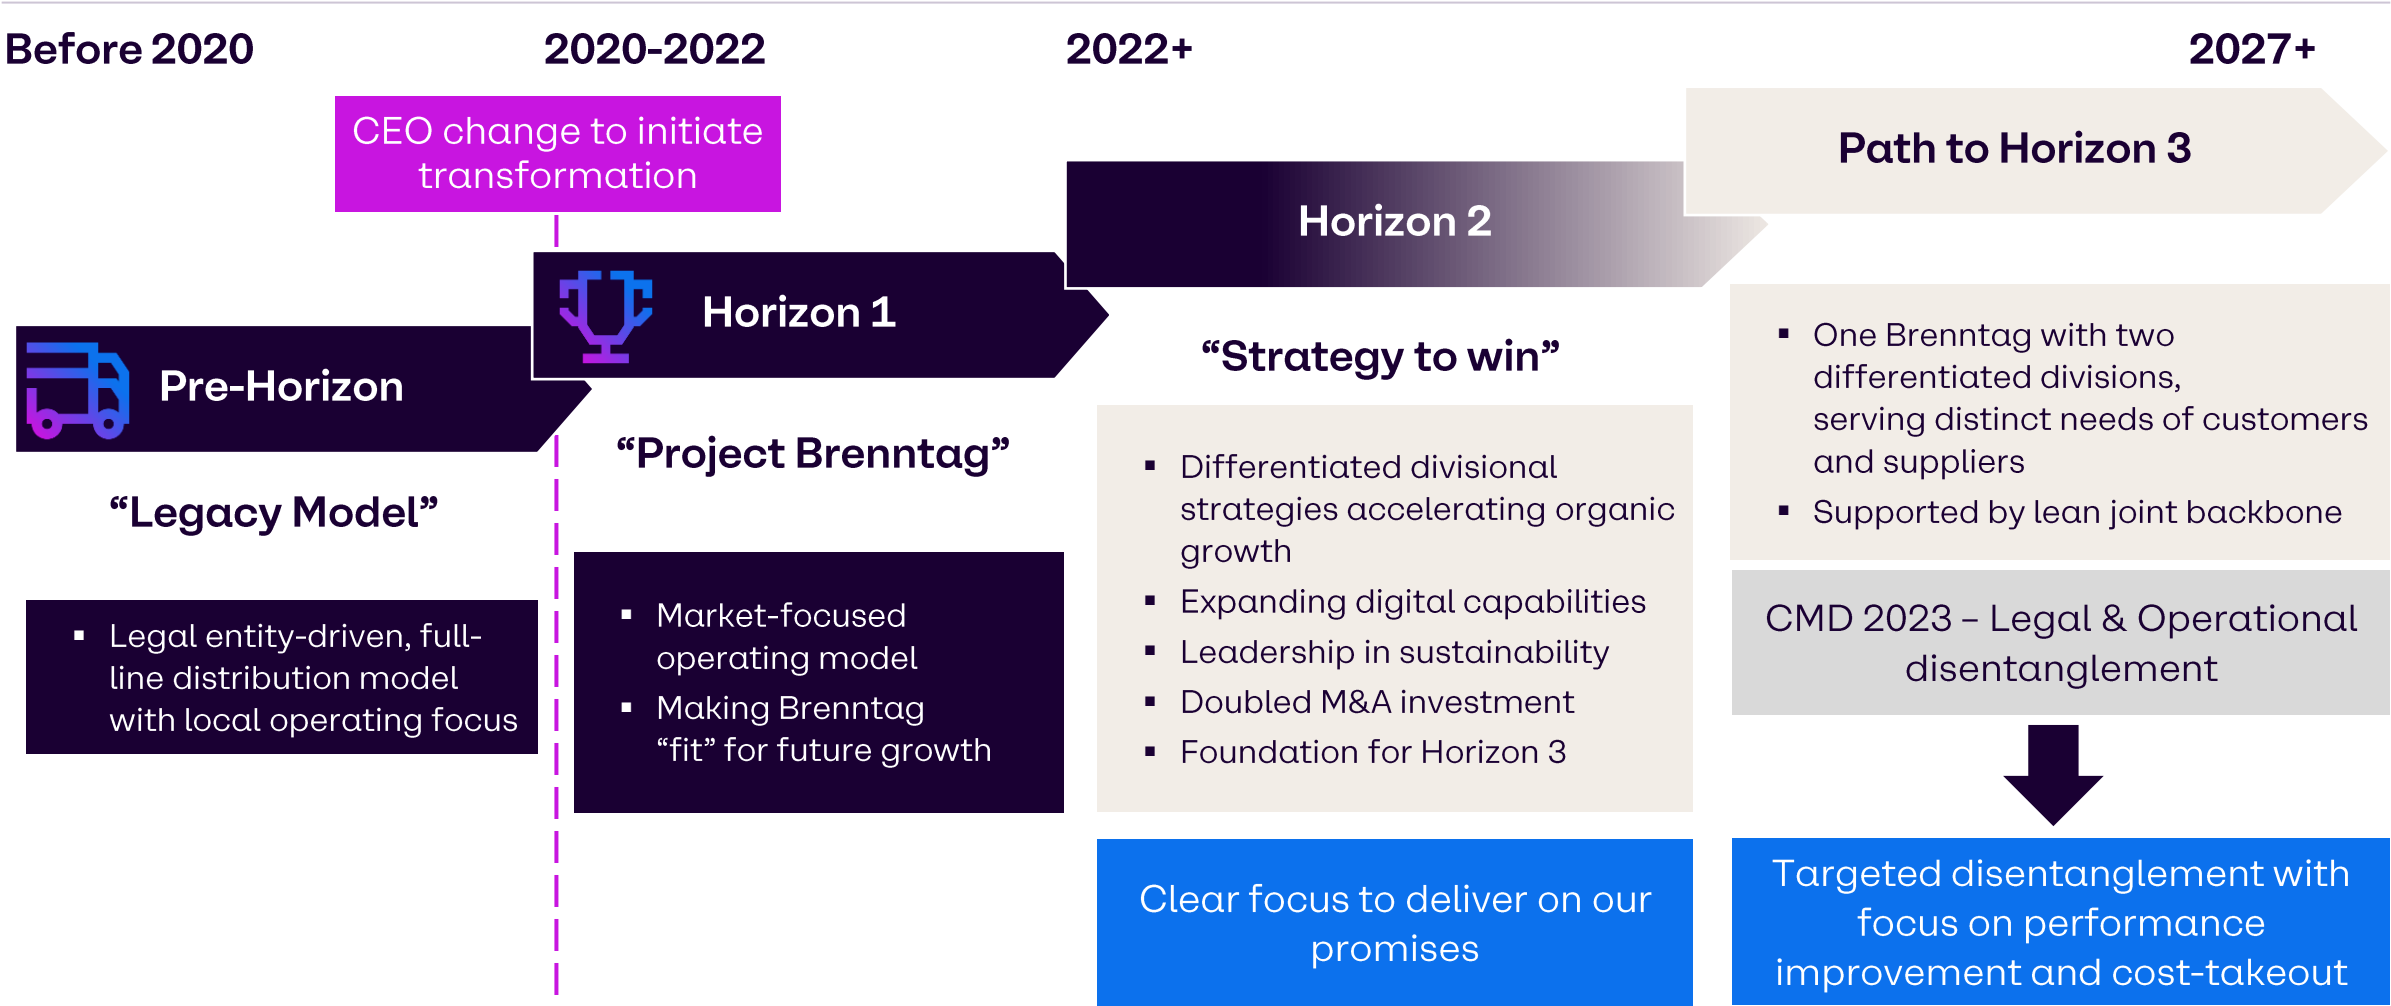 Before 2020
2020-2022
2022+
2027+
CEO change to initiate
transformation
Path to Horizon 3
Horizon 2
Horizon 1
Pre-Horizon
“Legacy Model”
▪ Legal entity-driven, full-
line distribution model
with local operating focus
“Project Brenntag”
▪ Market-focused
operating model
▪ Making Brenntag
“fit” for future growth
“Strategy to win”
▪ Differentiated divisional
strategies accelerating organic
growth
▪ Expanding digital capabilities
▪ Leadership in sustainability
▪ Doubled M&A investment
▪ Foundation for Horizon 3
Clear focus to deliver on our
promises
▪ One Brenntag with two
differentiated divisions,
serving distinct needs of customers
and suppliers
▪ Supported by lean joint backbone
CMD 2023 – Legal & Operational
disentanglement
Targeted disentanglement with
focus on performance
improvement and cost-takeout